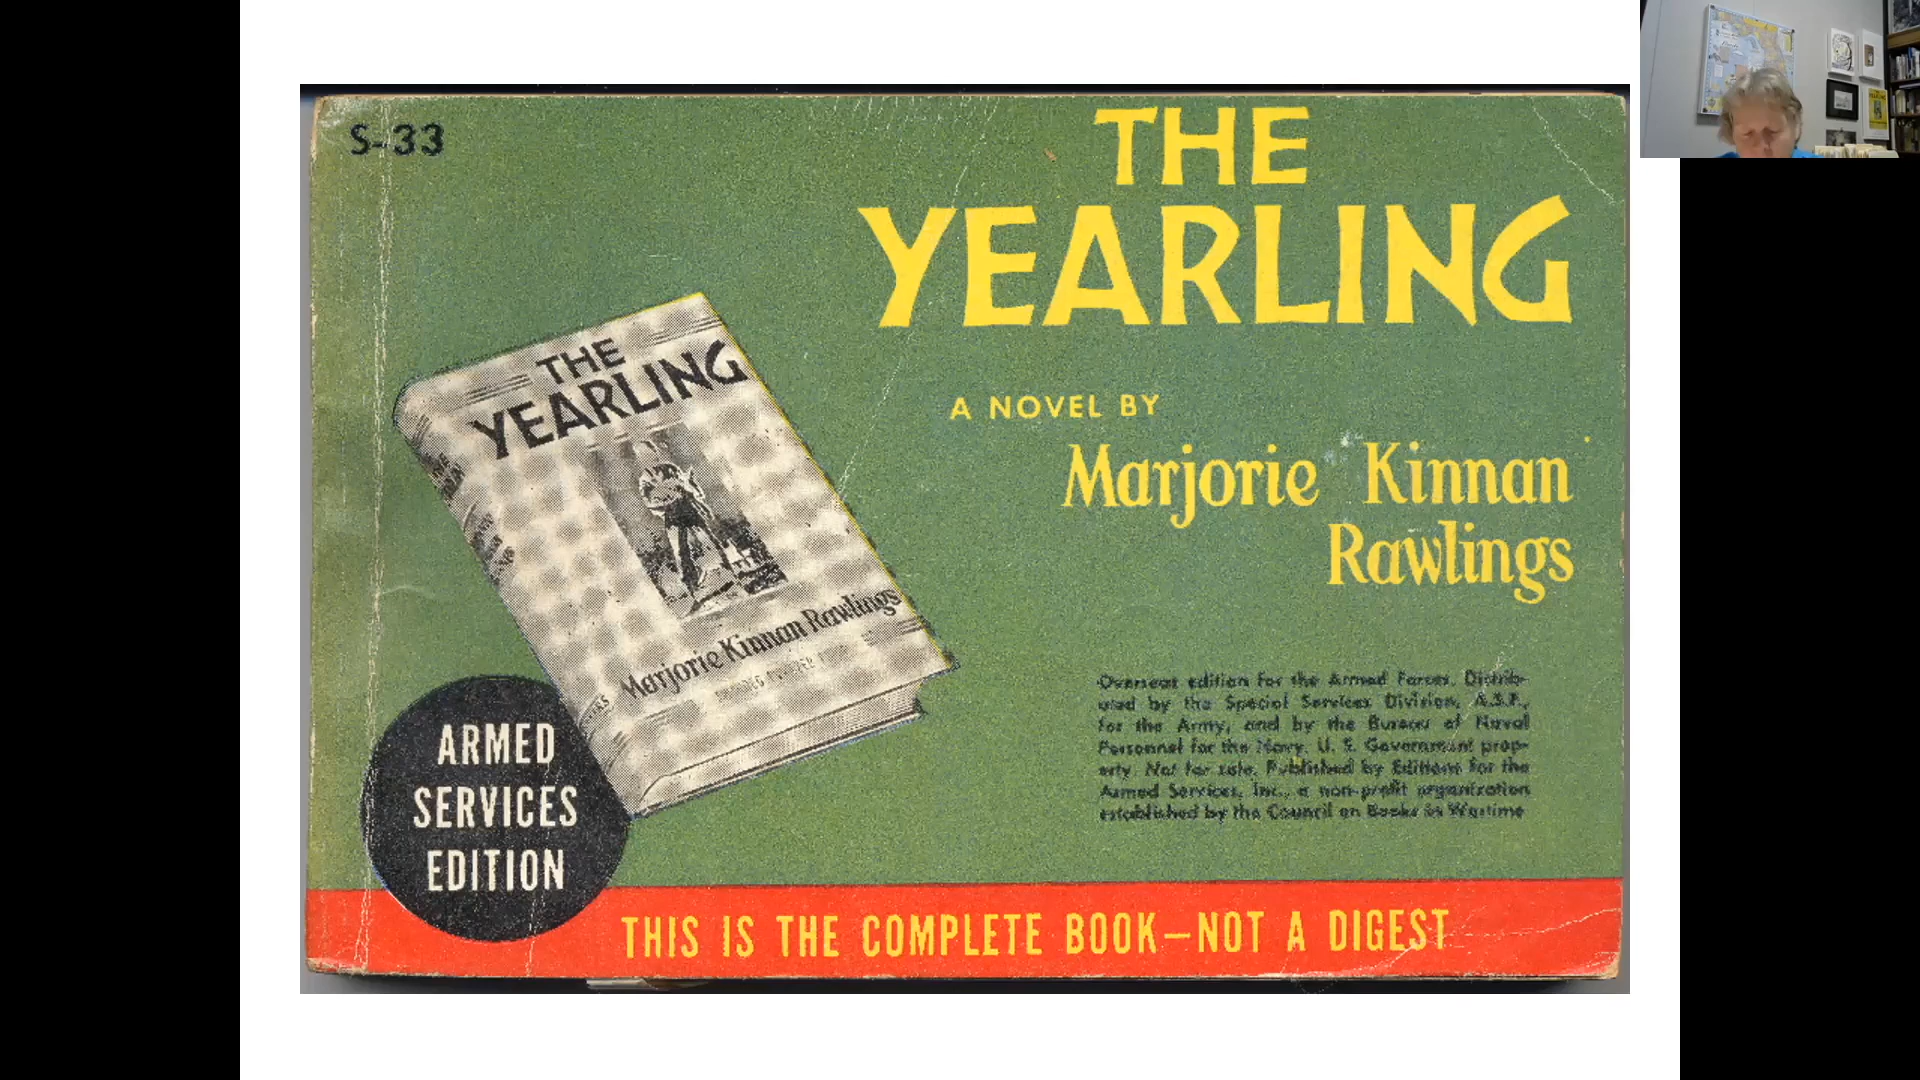 S-33
THE
YEARLING
A NOVEL BY
Marjorie Kinnan
Rawlings
THE
YEARLING
Marjorie Kinnan Rawlings
ARMED
SERVICES
EDITION
Overseas edition for the Armed Forces. Distrib-
uted by the Special Services Division, A.S.F.,
for the Army, and by the Bureau of Naval
Personnel for the Navy. U. S. Government prop-
erty. Not for sale. Published by Editions for the
Armed Services, Inc., a non-profit organization
established by the Council on Books in Wartime
THIS IS THE COMPLETE BOOK—NOT A DIGEST